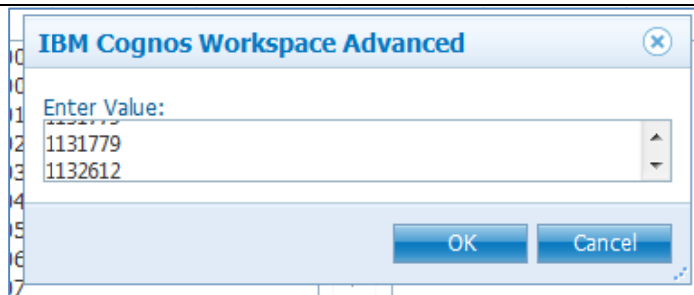 IBM Cognos Workspace Advanced
Enter Value:
1131779
1132612
OK
Cancel